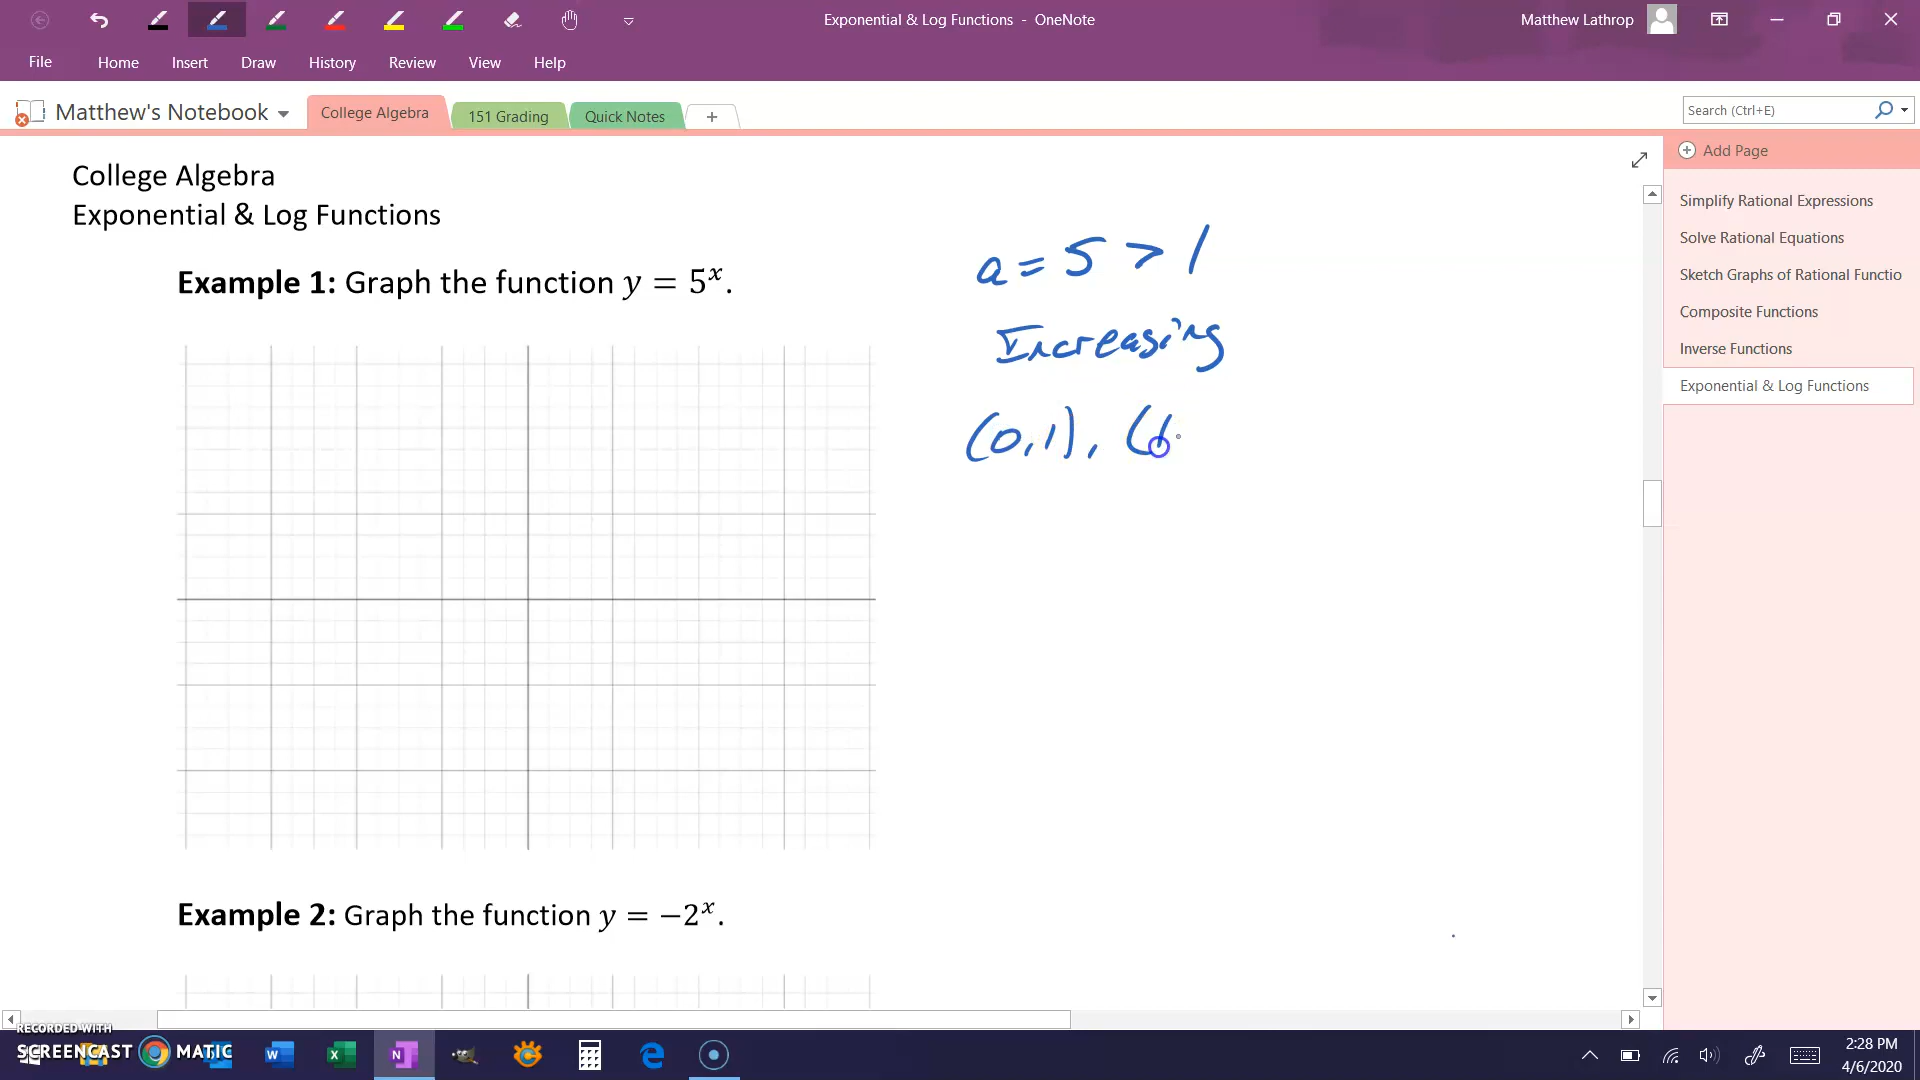 Exponential & Log Functions - OneNote
Matthew Lathrop
File Home Insert Draw History Review View Help
Matthew's Notebook
College Algebra
151 Grading
Quick Notes
+
Search (Ctrl+E)
Add Page
Simplify Rational Expressions
Solve Rational Equations
Sketch Graphs of Rational Functio
Composite Functions
Inverse Functions
Exponential & Log Functions
College Algebra
Exponential & Log Functions
Example 1: Graph the function y = 5ˣ.
a = 5 > 1
Increasing
(0,1), (1
Example 2: Graph the function y = −2ˣ.
RECORDED WITH
SCREENCAST MATIC
2:28 PM
4/6/2020